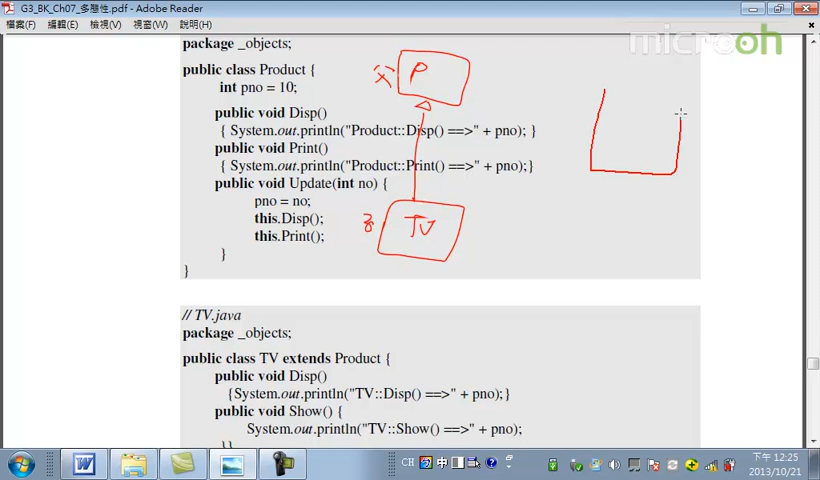 G3_BK_Ch07_多態性.pdf - Adobe Reader
檔案(F) 編輯(E) 檢視(V) 視窗(W) 說明(H)
microoh
package _objects;
public class Product {
int pno = 10;
public void Disp()
{ System.out.println("Product::Disp() ==>" + pno); }
public void Print()
{ System.out.println("Product::Print() ==>" + pno);}
public void Update(int no) {
pno = no;
this.Disp();
this.Print();
}
}
父 P
子 TV
// TV.java
package _objects;
public class TV extends Product {
public void Disp()
{System.out.println("TV::Disp() ==>" + pno);}
public void Show() {
System.out.println("TV::Show() ==>" + pno);
}}
CH 中
下午 12:25
2013/10/21